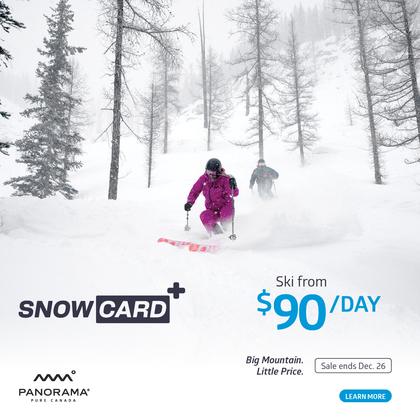 SNOWCARD+
Ski from
$90/DAY
Big Mountain.
Little Price.
Sale ends Dec. 26
PANORAMA
PURE CANADA
LEARN MORE